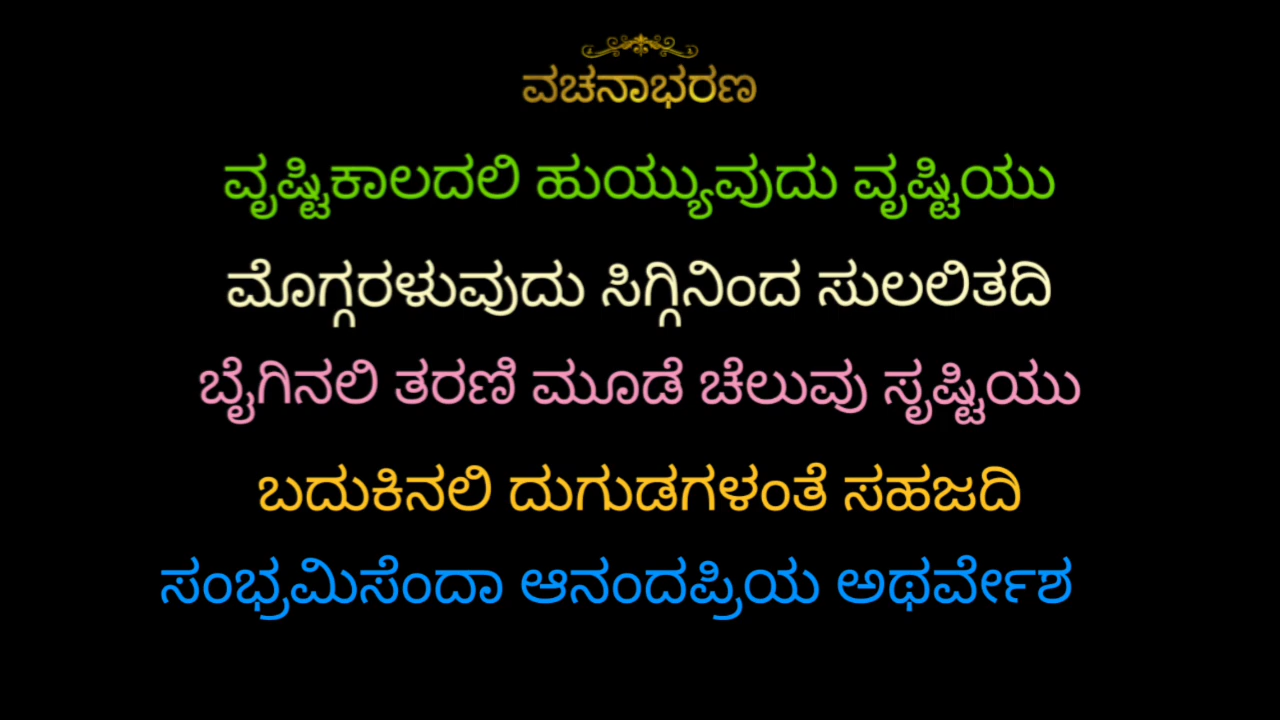 ವಚನಾಭರಣ
ವೃಷ್ಟಿಕಾಲದಲಿ ಹುಯ್ಯುವುದು ವೃಷ್ಟಿಯು
ಮೊಗ್ಗರಳುವುದು ಸಿಗ್ಗಿನಿಂದ ಸುಲಲಿತದಿ
ಬೈಗಿನಲಿ ತರಣಿ ಮೂಡೆ ಚೆಲುವು ಸೃಷ್ಟಿಯು
ಬದುಕಿನಲಿ ದುಗುಡಗಳಂತೆ ಸಹಜದಿ
ಸಂಭ್ರಮಿಸೆಂದಾ ಆನಂದಪ್ರಿಯ ಅಥರ್ವೇಶ